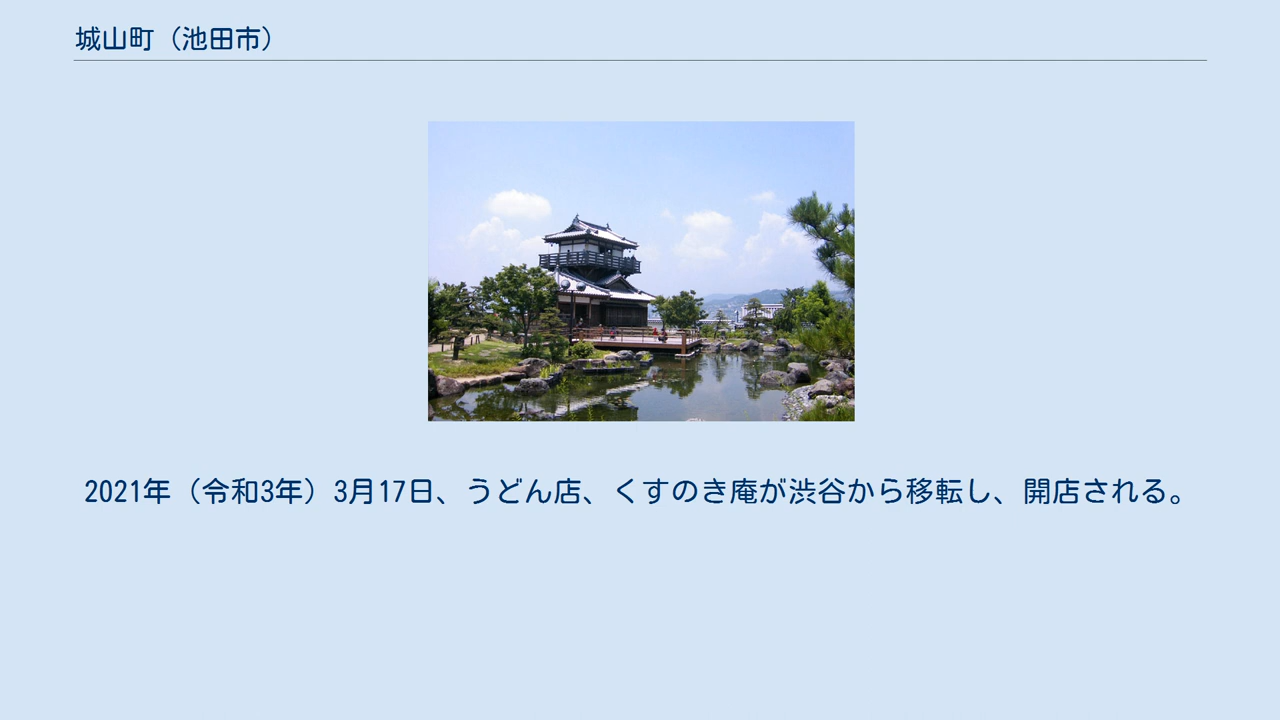 城山町（池田市）
2021年（令和3年）3月17日、うどん店、くすのき庵が渋谷から移転し、開店される。